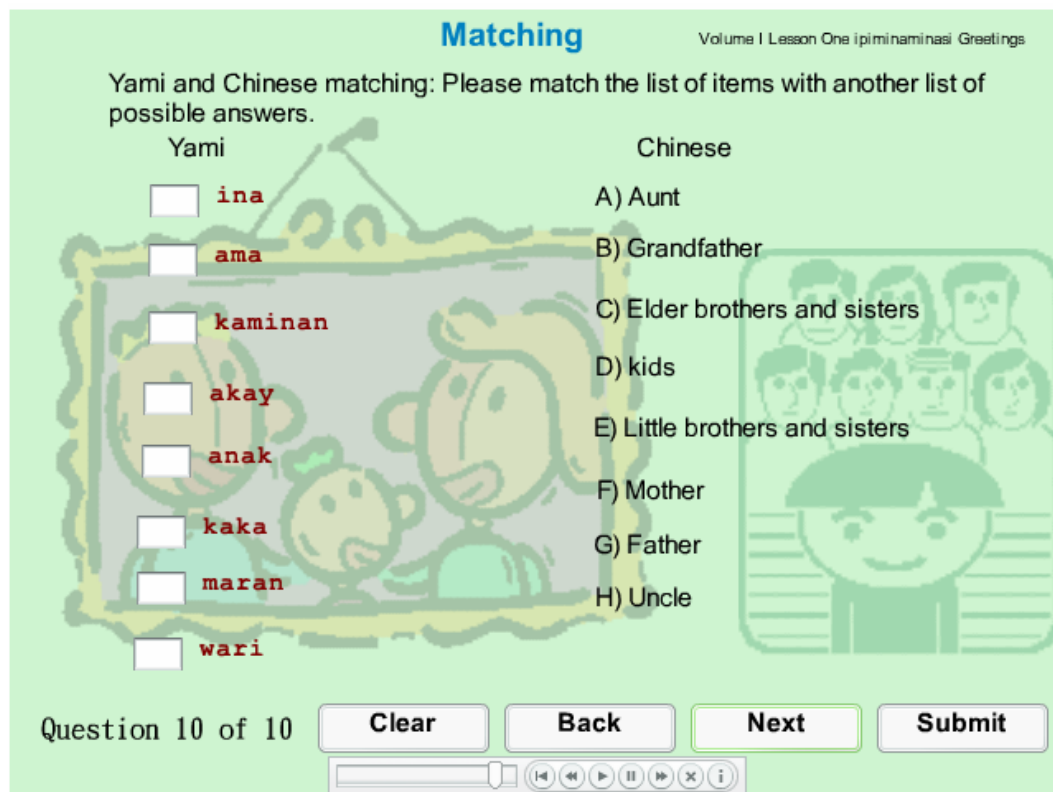 Matching
Volume I Lesson One ipiminaminasi Greetings
Yami and Chinese matching: Please match the list of items with another list of
possible answers.
Yami
Chinese
ina
A) Aunt
ama
B) Grandfather
kaminan
C) Elder brothers and sisters
akay
D) kids
anak
E) Little brothers and sisters
kaka
F) Mother
maran
G) Father
wari
H) Uncle
Question 10 of 10
Clear
Back
Next
Submit